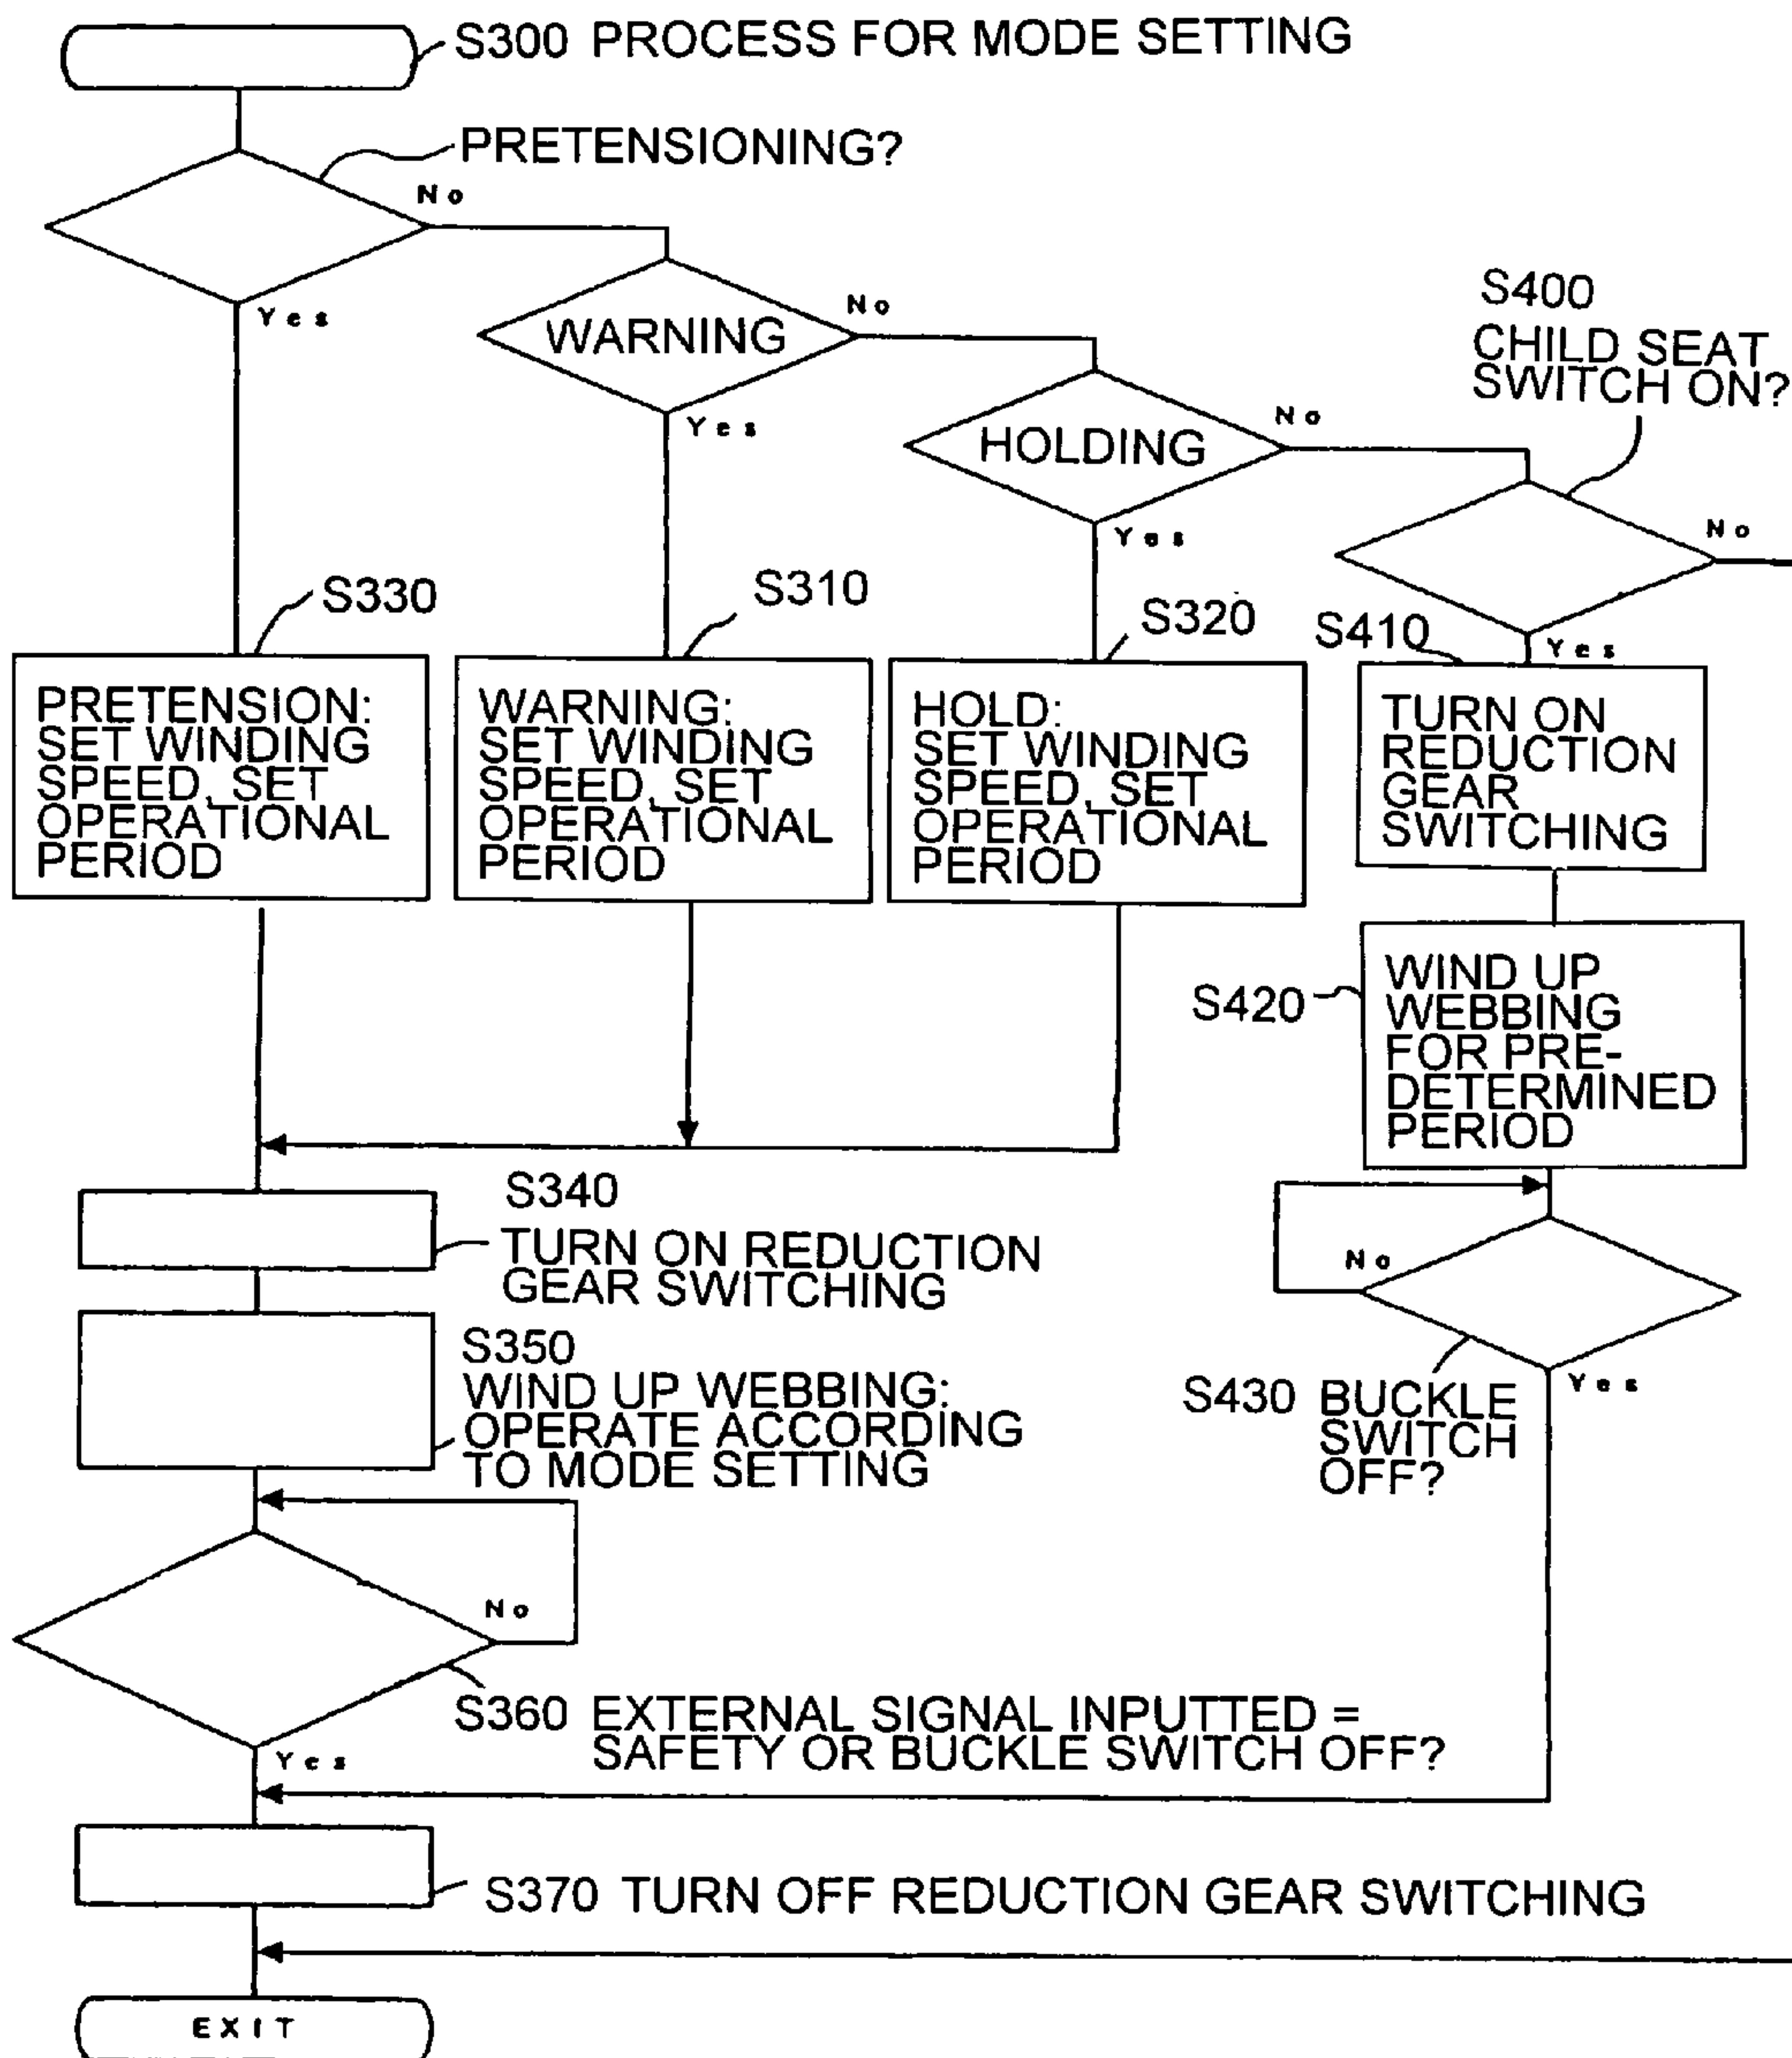 S300 PROCESS FOR MODE SETTING
PRETENSIONING?
No
Yes
WARNING
No
Yes
HOLDING
No
Yes
S400
CHILD SEAT
SWITCH ON?
No
Yes
S330
PRETENSION:
SET WINDING
SPEED, SET
OPERATIONAL
PERIOD
S310
WARNING:
SET WINDING
SPEED, SET
OPERATIONAL
PERIOD
S320
HOLD:
SET WINDING
SPEED, SET
OPERATIONAL
PERIOD
S410
TURN ON
REDUCTION
GEAR
SWITCHING
S420
WIND UP
WEBBING
FOR PRE-
DETERMINED
PERIOD
S340
TURN ON REDUCTION
GEAR SWITCHING
S350
WIND UP WEBBING:
OPERATE ACCORDING
TO MODE SETTING
No
S430 BUCKLE
SWITCH
OFF?
Yes
No
S360 EXTERNAL SIGNAL INPUTTED =
SAFETY OR BUCKLE SWITCH OFF?
Yes
S370 TURN OFF REDUCTION GEAR SWITCHING
EXIT